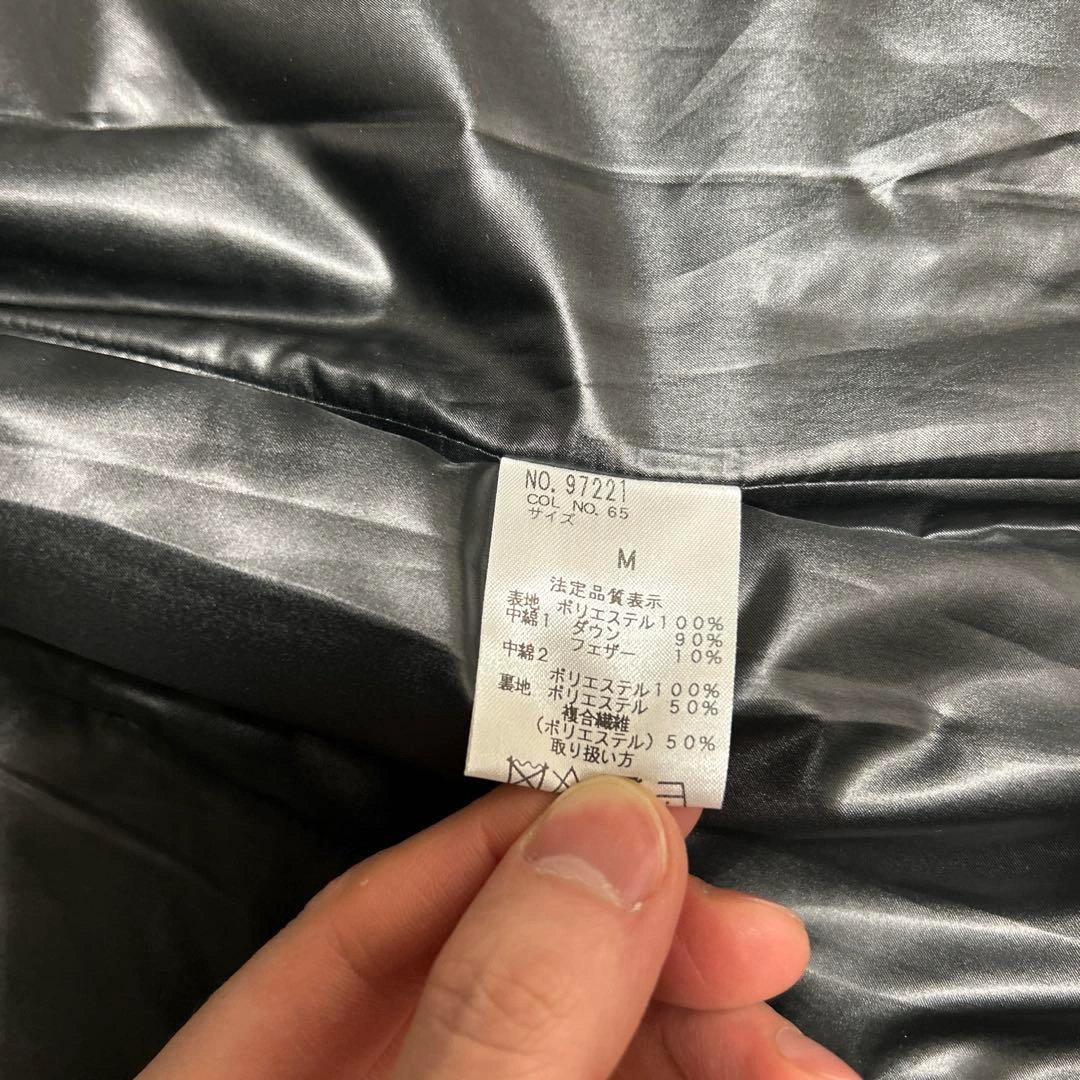 NO. 97221
COL NO. 65
サイズ
M
法定品質表示
表地 ポリエステル100%
中綿1 ダウン 90%
フェザー 10%
中綿2
ポリエステル100%
裏地 ポリエステル 50%
複合繊維
(ポリエステル) 50%
取り扱い方